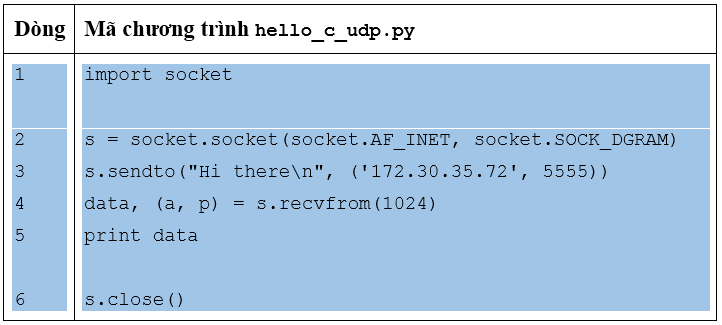 Dòng Mã chương trình hello_c_udp.py
1 import socket
2 s = socket.socket(socket.AF_INET, socket.SOCK_DGRAM)
3 s.sendto("Hi there\n", ('172.30.35.72', 5555))
4 data, (a, p) = s.recvfrom(1024)
5 print data
6 s.close()